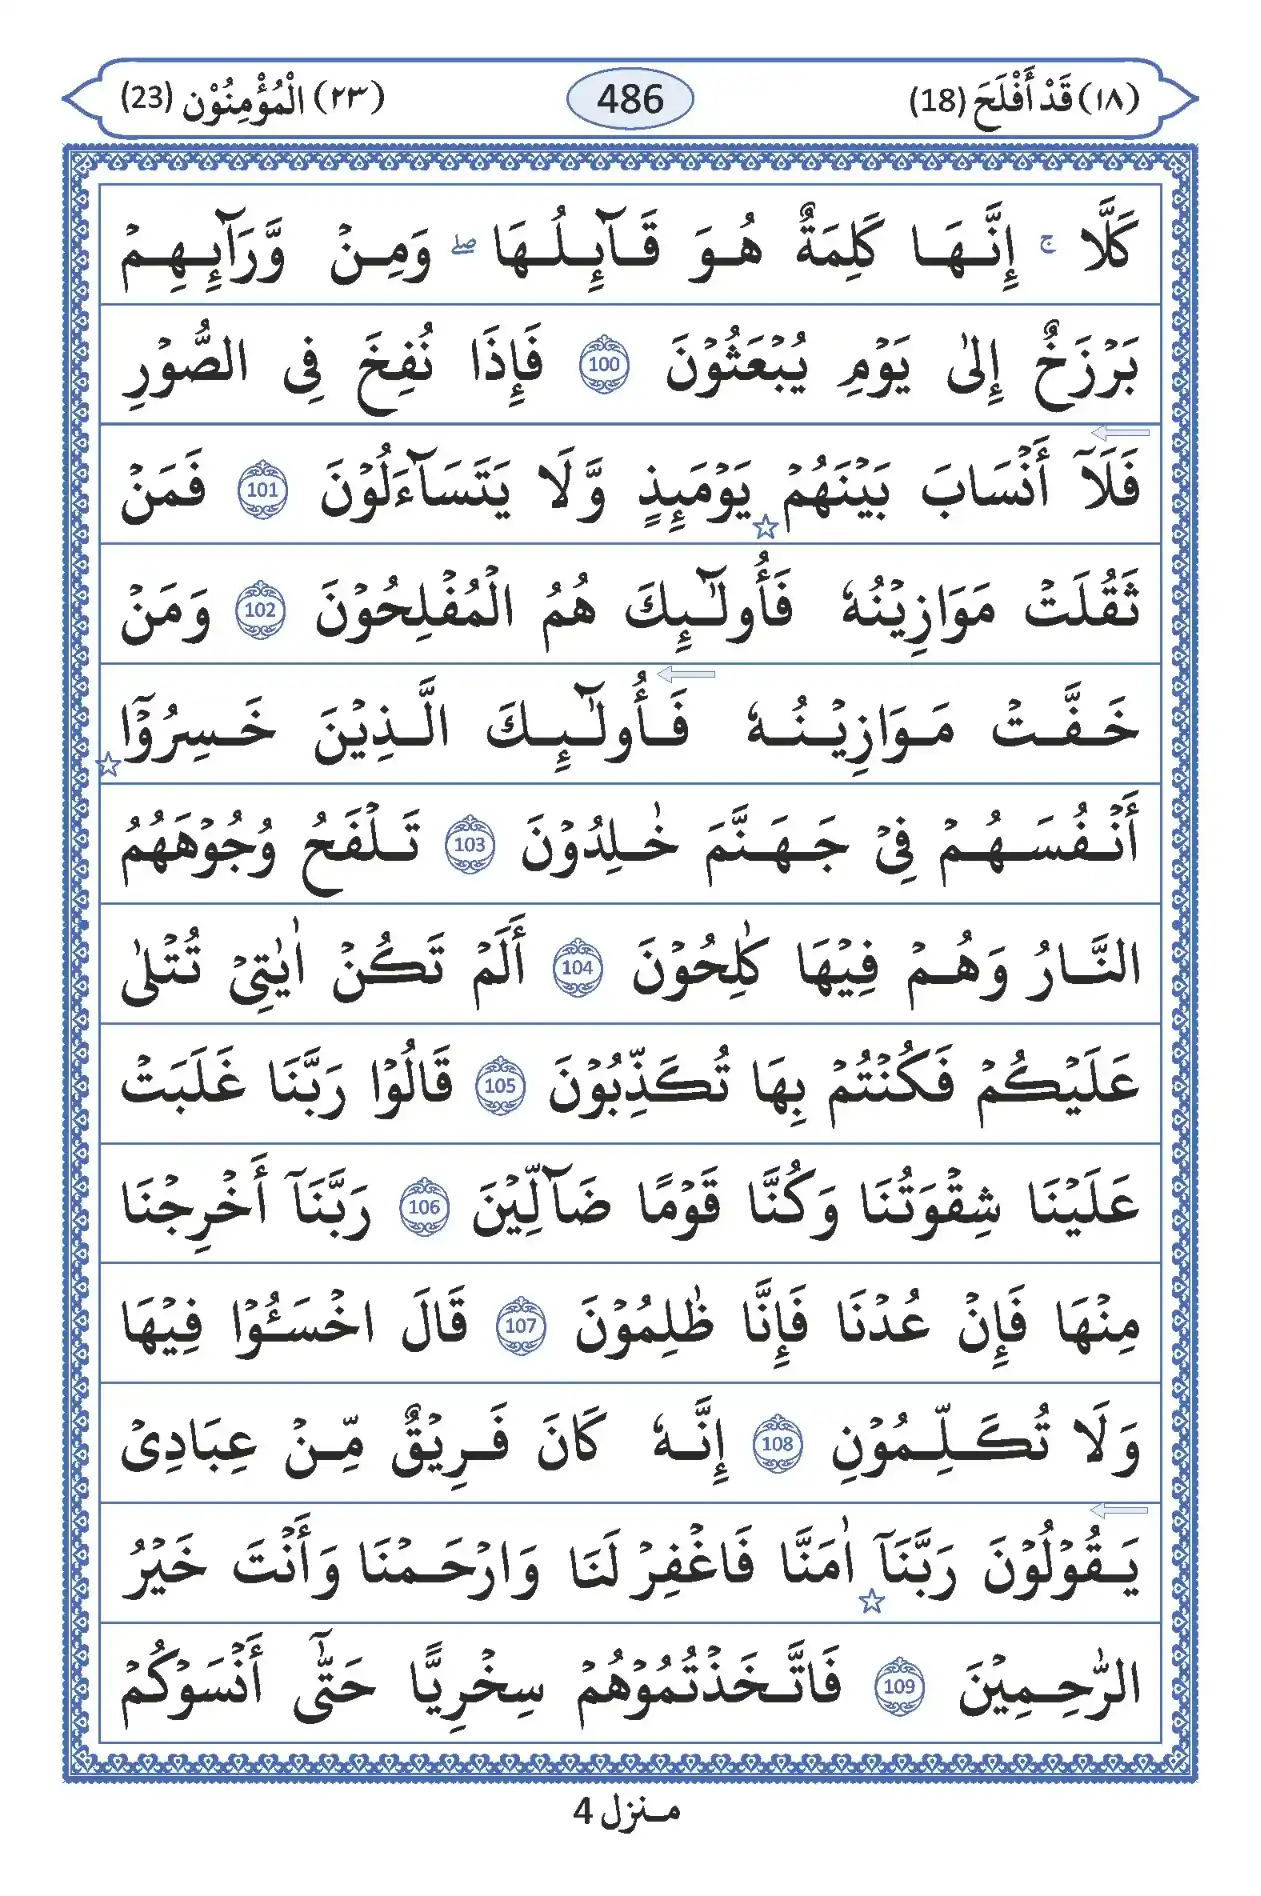 (١٨) قَدْ أَفْلَحَ (18) 486 (٢٣) الْمُؤْمِنُوْن (23)
كَلَّا ۚ إِنَّهَا كَلِمَةٌ هُوَ قَآئِلُهَا ۖ وَمِنْ وَّرَآئِهِمْ
بَرْزَخٌ إِلىٰ يَوْمِ يُبْعَثُوْنَ 100 فَإِذَا نُفِخَ فِى الصُّوْرِ
فَلَآ أَنْسَابَ بَيْنَهُمْ يَوْمَئِذٍ وَّلَا يَتَسَآءَلُوْنَ 101 فَمَنْ
ثَقُلَتْ مَوَازِيْنُهٗ فَأُولٰٓئِكَ هُمُ الْمُفْلِحُوْنَ 102 وَمَنْ
خَفَّتْ مَوَازِيْنُهٗ فَأُولٰٓئِكَ الَّذِيْنَ خَسِرُوْٓا
أَنْفُسَهُمْ فِىْ جَهَنَّمَ خٰلِدُوْنَ 103 تَلْفَحُ وُجُوْهَهُمُ
النَّارُ وَهُمْ فِيْهَا كٰلِحُوْنَ 104 أَلَمْ تَكُنْ اٰيٰتِىْ تُتْلىٰ
عَلَيْكُمْ فَكُنْتُمْ بِهَا تُكَذِّبُوْنَ 105 قَالُوْا رَبَّنَا غَلَبَتْ
عَلَيْنَا شِقْوَتُنَا وَكُنَّا قَوْمًا ضَآلِّيْنَ 106 رَبَّنَآ أَخْرِجْنَا
مِنْهَا فَإِنْ عُدْنَا فَإِنَّا ظٰلِمُوْنَ 107 قَالَ اخْسَئُوْا فِيْهَا
وَلَا تُكَلِّمُوْنِ 108 إِنَّهٗ كَانَ فَرِيْقٌ مِّنْ عِبَادِىْ
يَقُوْلُوْنَ رَبَّنَآ اٰمَنَّا فَاغْفِرْ لَنَا وَارْحَمْنَا وَأَنْتَ خَيْرُ
الرّٰحِمِيْنَ 109 فَاتَّخَذْتُمُوْهُمْ سِخْرِيًّا حَتّٰٓى أَنْسَوْكُمْ
منزل 4